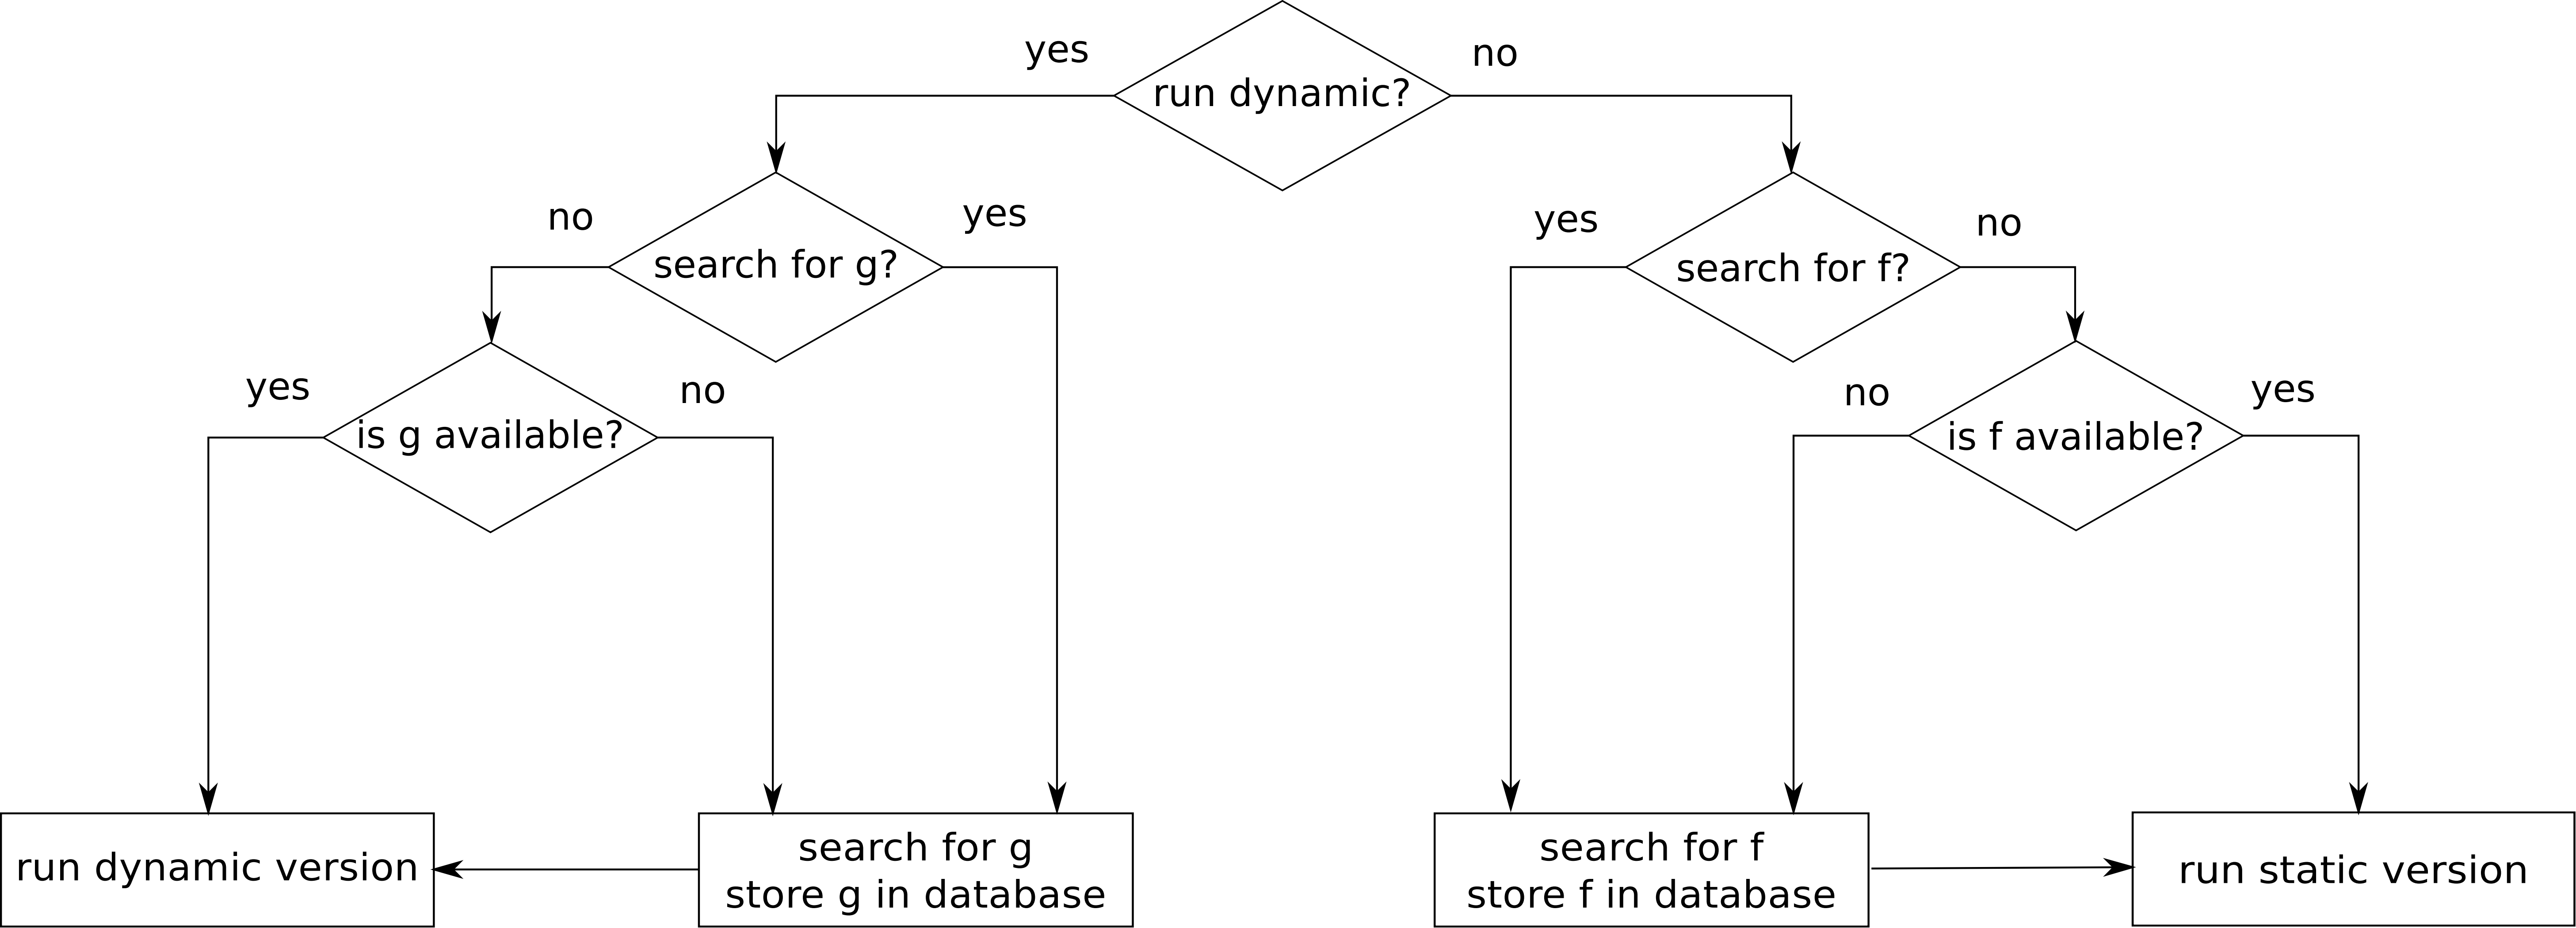 yes
run dynamic?
no
no
search for g?
yes
yes
search for f?
no
yes
is g available?
no
no
is f available?
yes
run dynamic version
search for g
store g in database
search for f
store f in database
run static version